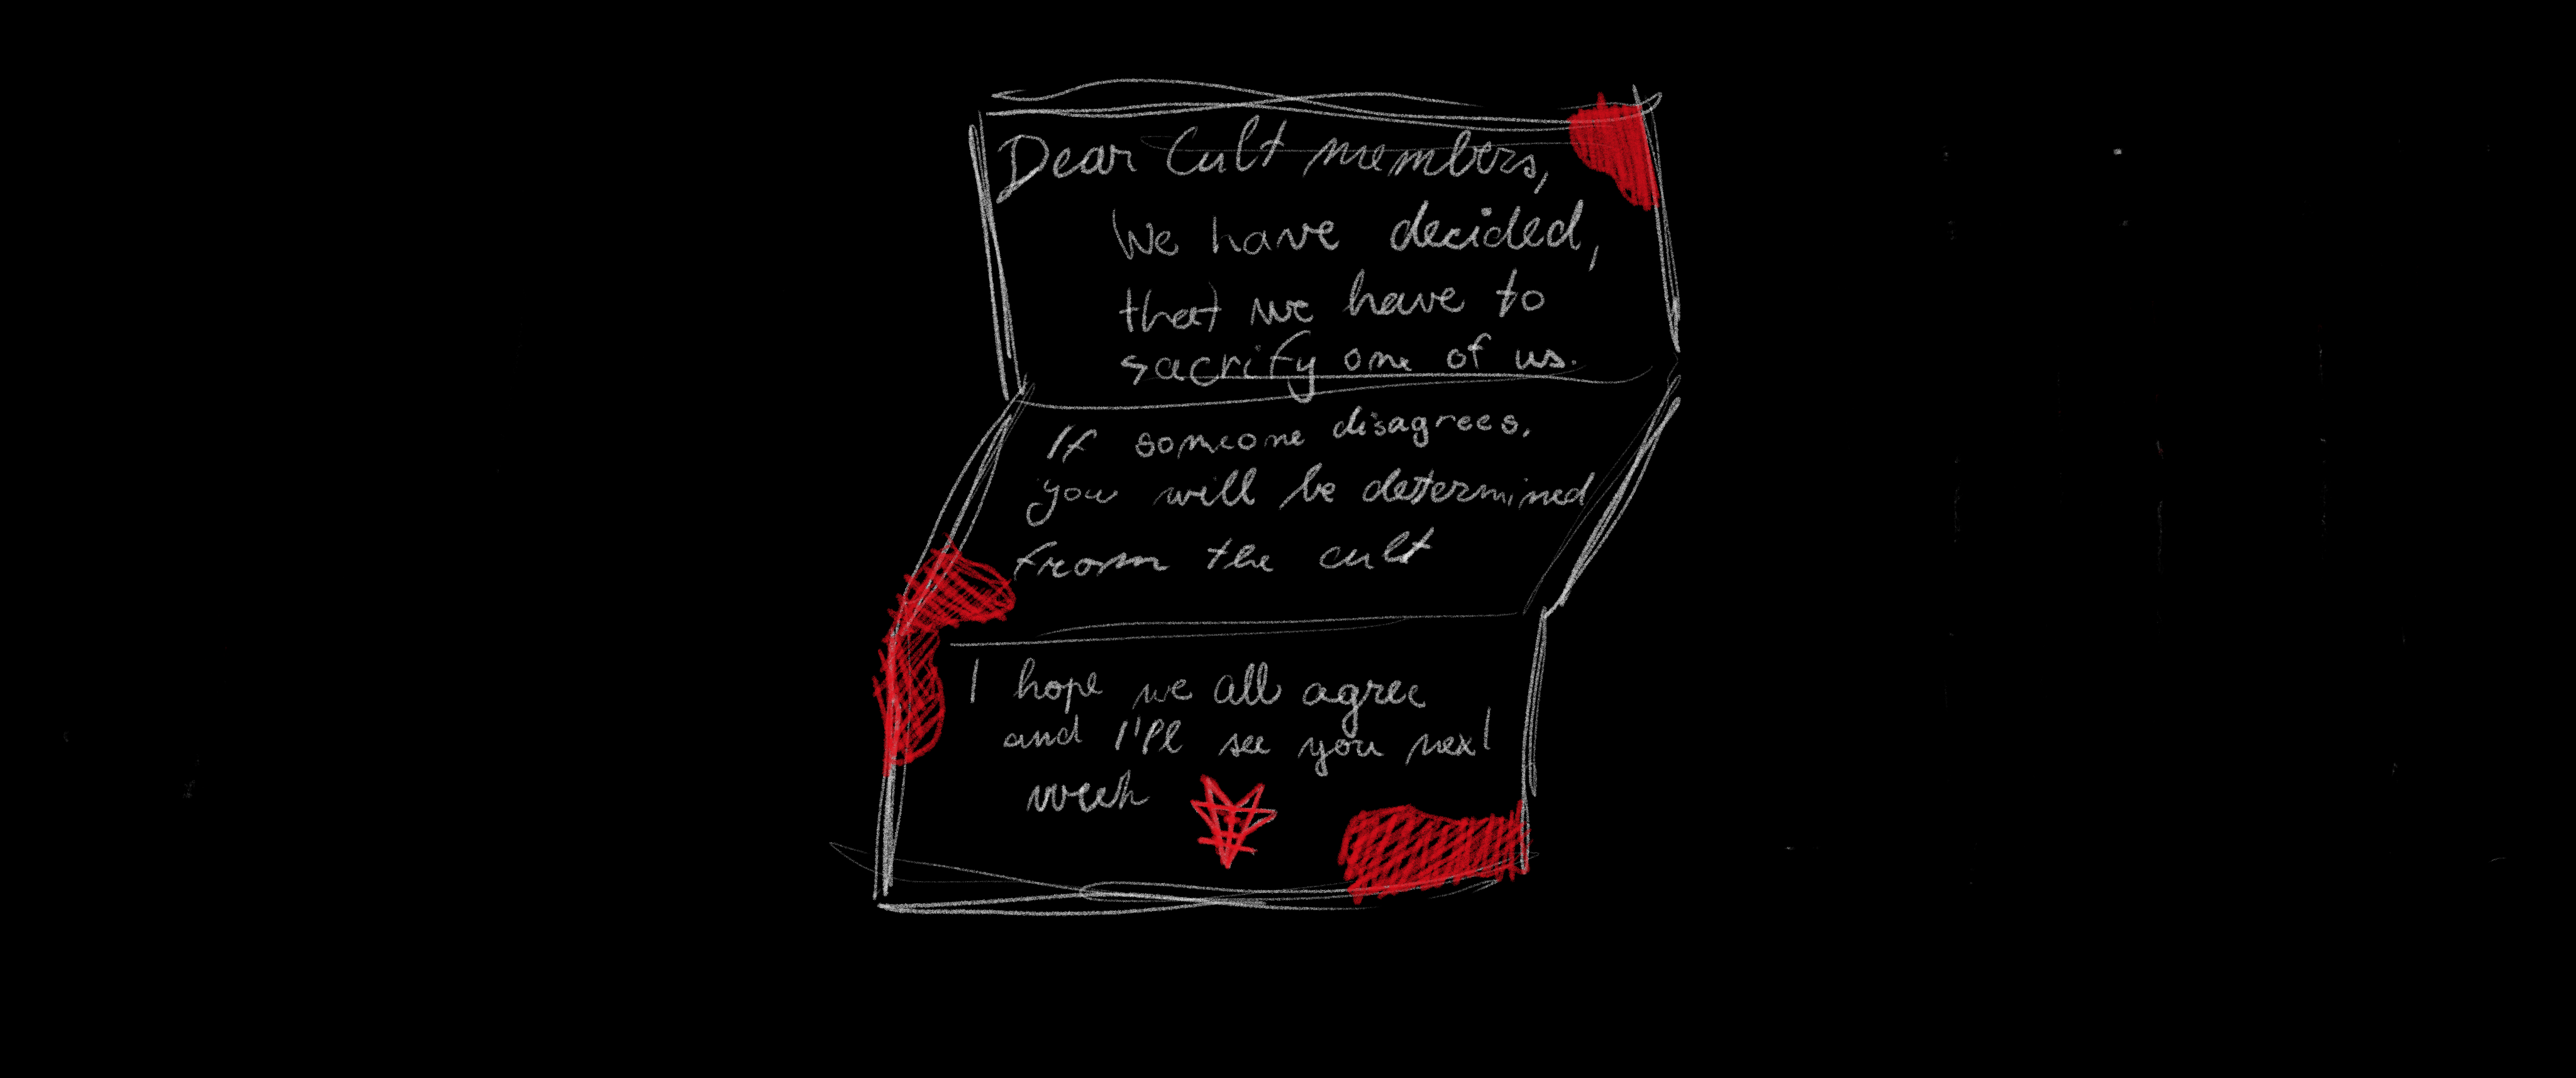 Dear Cult members,
We have decided,
that we have to
sacrify one of us.
If someone disagrees,
you will be determined
from the cult
I hope we all agree
and I'll see you next
week